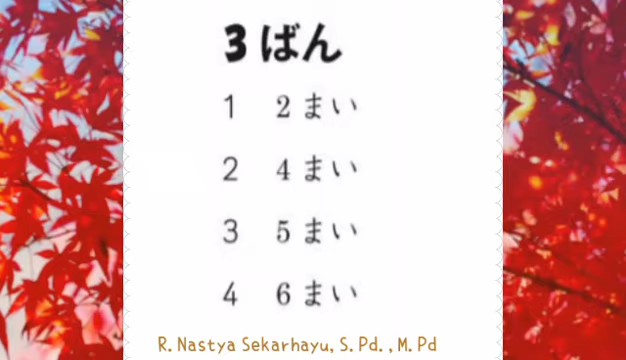 3 ばん
1 2 まい
2 4 まい
3 5 まい
4 6 まい
R. Nastya Sekarhayu, S. Pd. , M. Pd